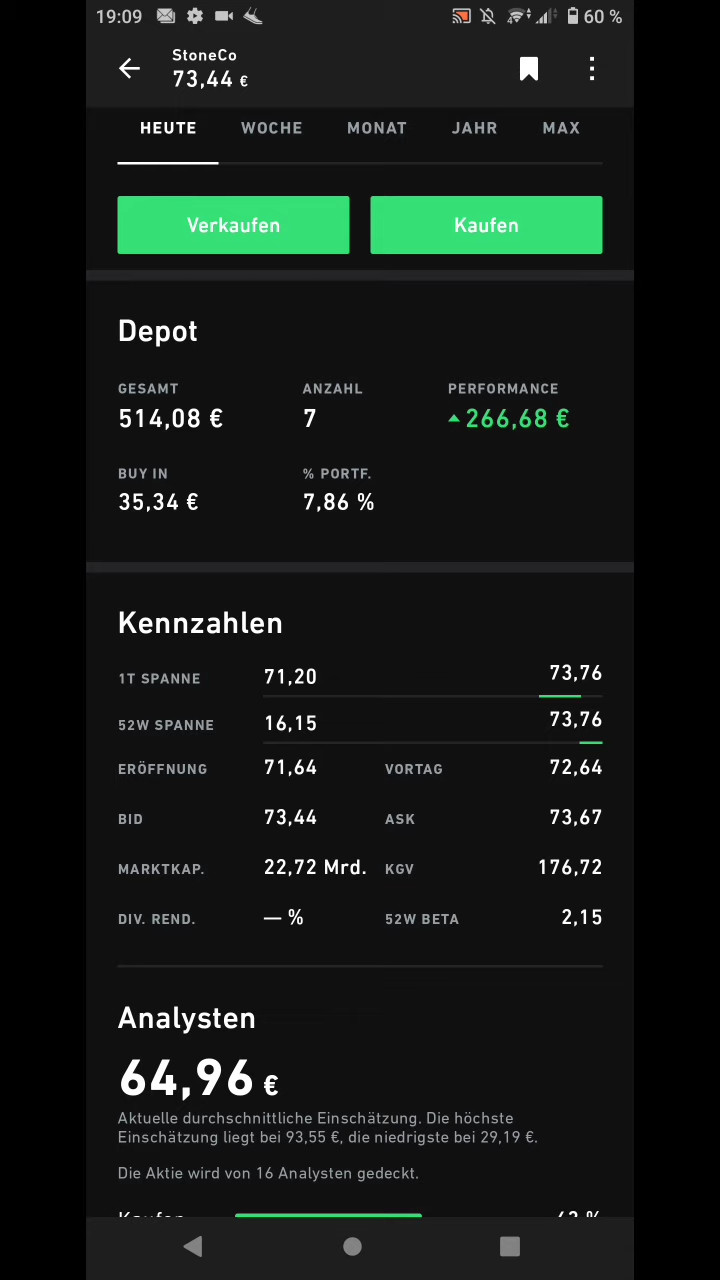 19:09 60 %
StoneCo
73,44 €
HEUTE WOCHE MONAT JAHR MAX
Verkaufen Kaufen
Depot
GESAMT ANZAHL PERFORMANCE
514,08 € 7 266,68 €
BUY IN % PORTF.
35,34 € 7,86 %
Kennzahlen
1T SPANNE 71,20 73,76
52W SPANNE 16,15 73,76
ERÖFFNUNG 71,64 VORTAG 72,64
BID 73,44 ASK 73,67
MARKTKAP. 22,72 Mrd. KGV 176,72
DIV. REND. — % 52W BETA 2,15
Analysten
64,96 €
Aktuelle durchschnittliche Einschätzung. Die höchste
Einschätzung liegt bei 93,55 €, die niedrigste bei 29,19 €.
Die Aktie wird von 16 Analysten gedeckt.
Kaufen